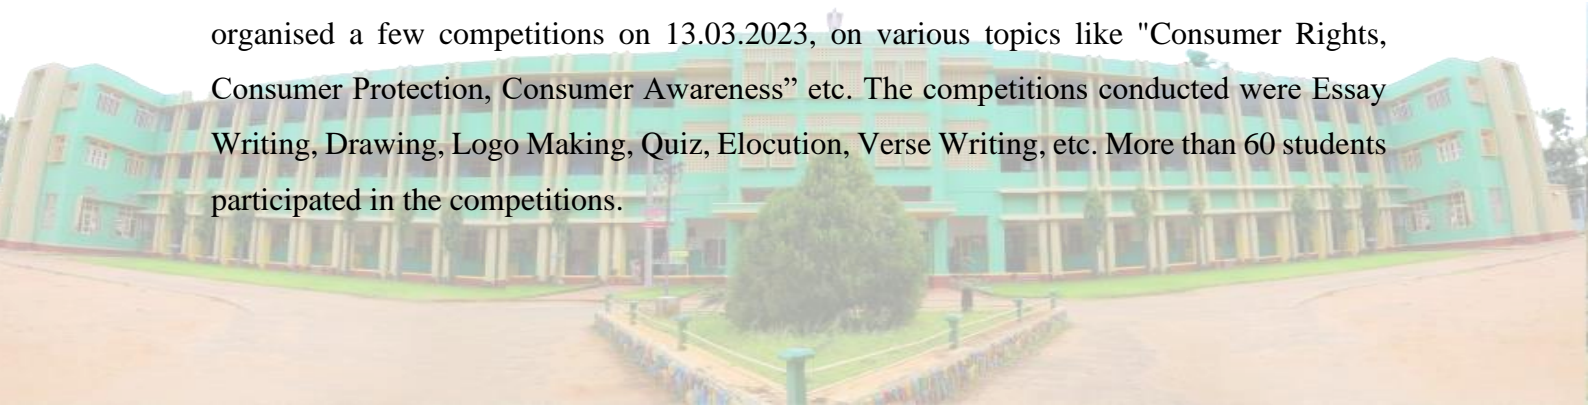 organised a few competitions on 13.03.2023, on various topics like "Consumer Rights,
Consumer Protection, Consumer Awareness” etc. The competitions conducted were Essay
Writing, Drawing, Logo Making, Quiz, Elocution, Verse Writing, etc. More than 60 students
participated in the competitions.